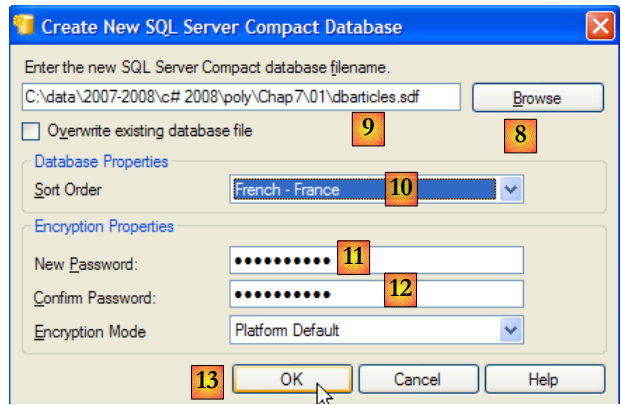 Create New SQL Server Compact Database
Enter the new SQL Server Compact database filename.
C:\data\2007-2008\c# 2008\poly\Chap7\01\dbarticles.sdf
Browse
Overwrite existing database file
9
8
Database Properties
Sort Order
French - France
10
Encryption Properties
New Password:
●●●●●●●●●●
11
Confirm Password:
●●●●●●●●●●
12
Encryption Mode
Platform Default
13
OK
Cancel
Help